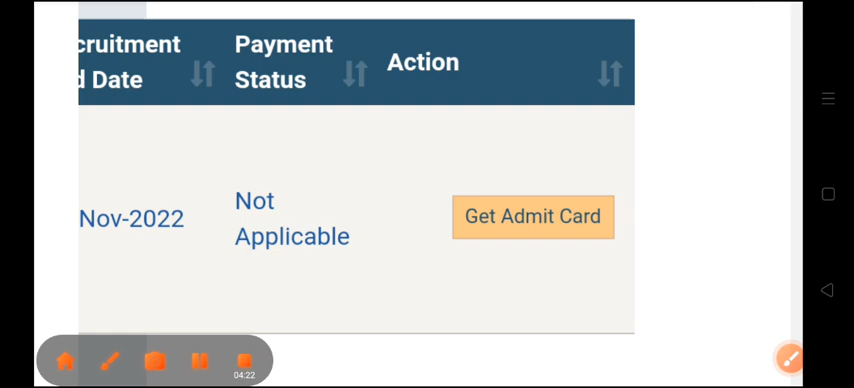 cruitment
d Date
Payment
Status
Action
Nov-2022
Not
Applicable
Get Admit Card
04:22